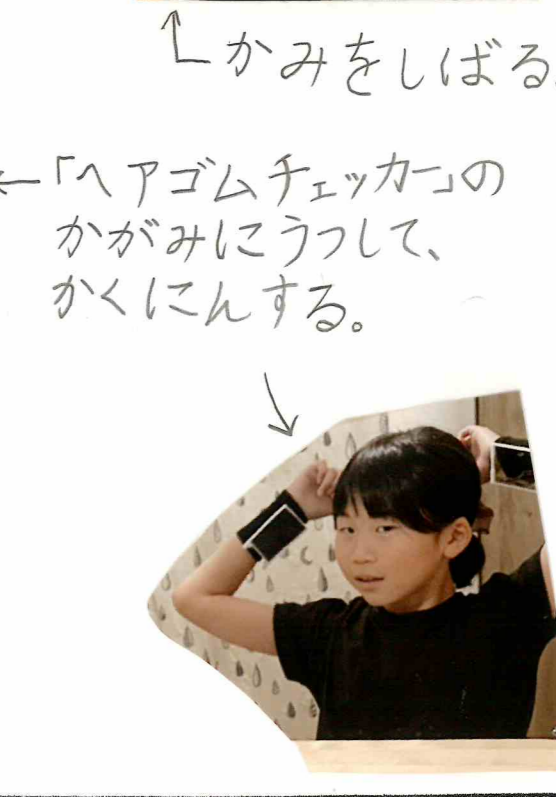 かみをしばる
「ヘアゴムチェッカー」の
かがみにうつして、
かくにんする。